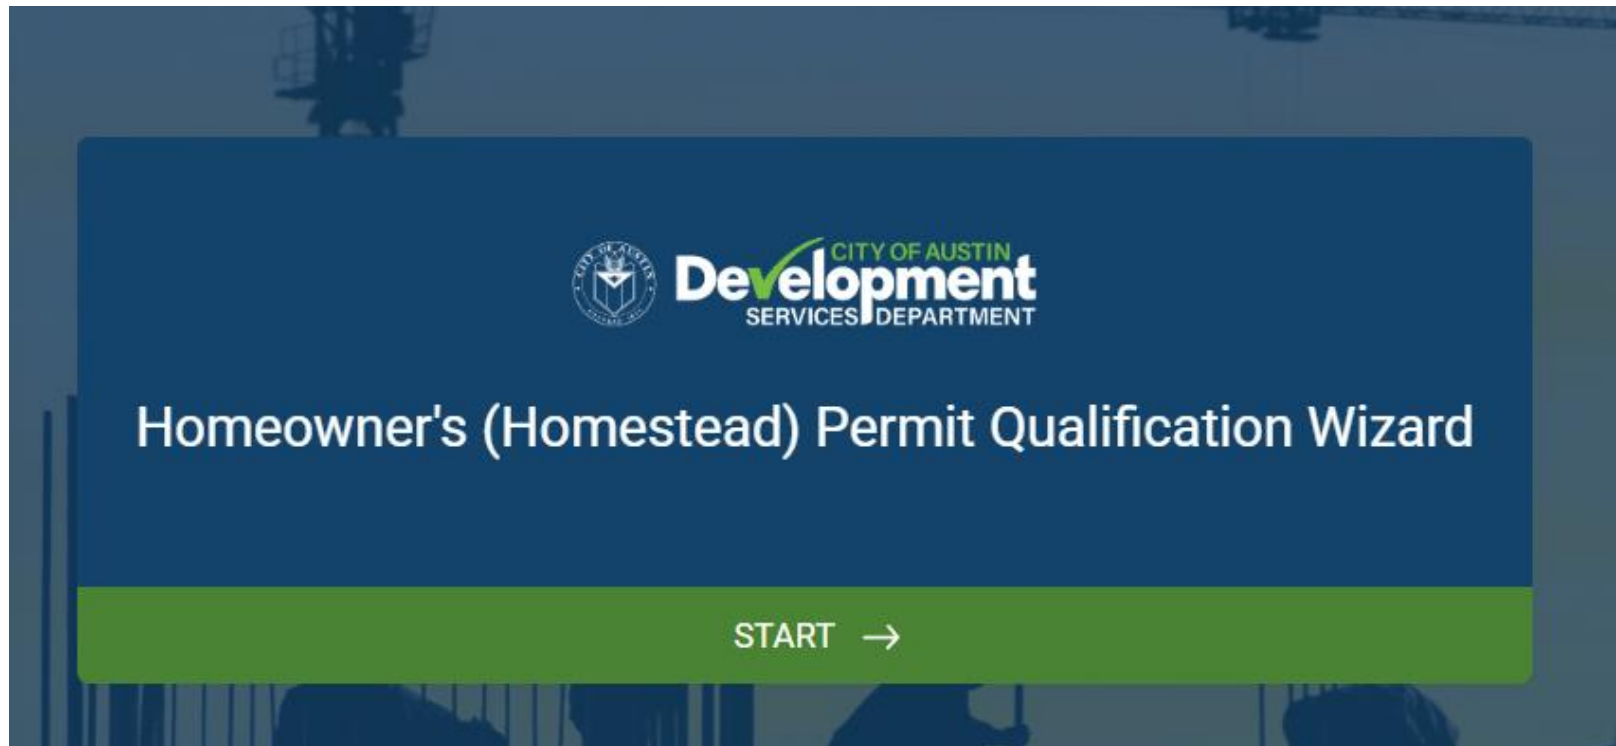 CITY OF AUSTIN
Development
SERVICES DEPARTMENT
Homeowner's (Homestead) Permit Qualification Wizard
START →